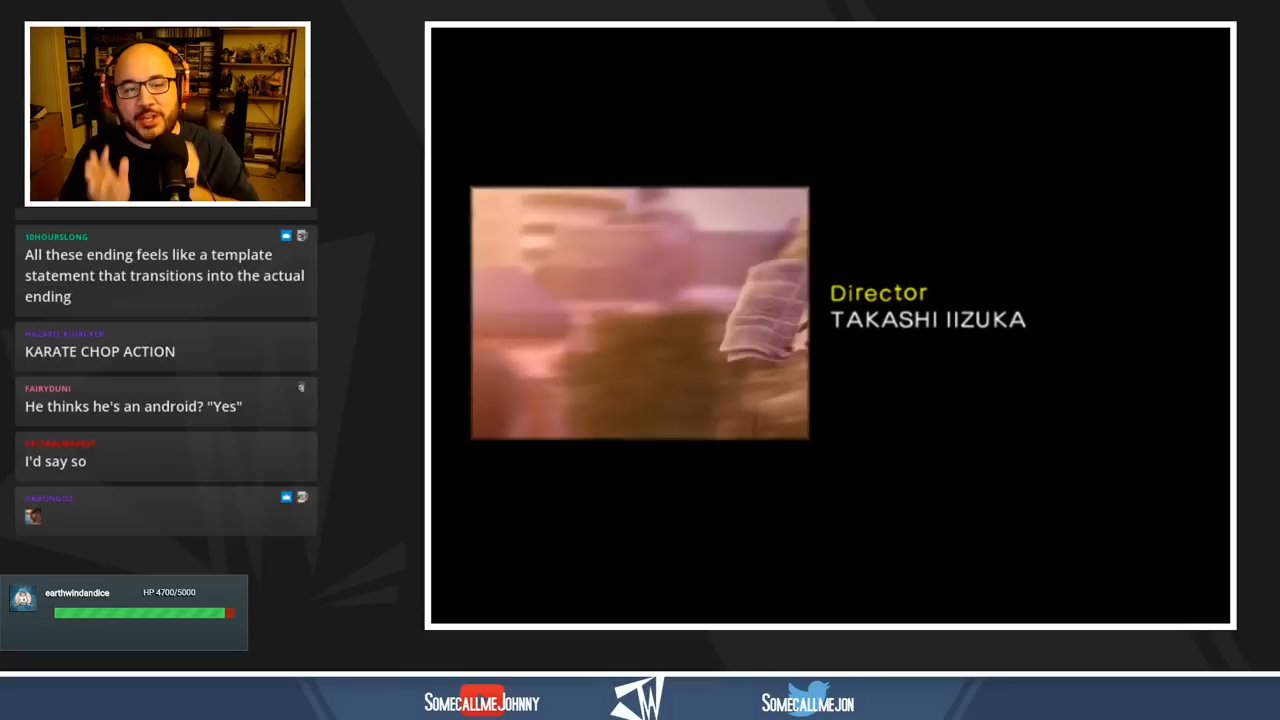 10HOURSLONG
All these ending feels like a template
statement that transitions into the actual
ending
KARATE CHOP ACTION
FAIRYDUNI
He thinks he's an android? "Yes"
I'd say so
earthwindandice
HP 4700/5000
Director
TAKASHI IIZUKA
SOMECALLMEJOHNNY
SOMECALLMEJON